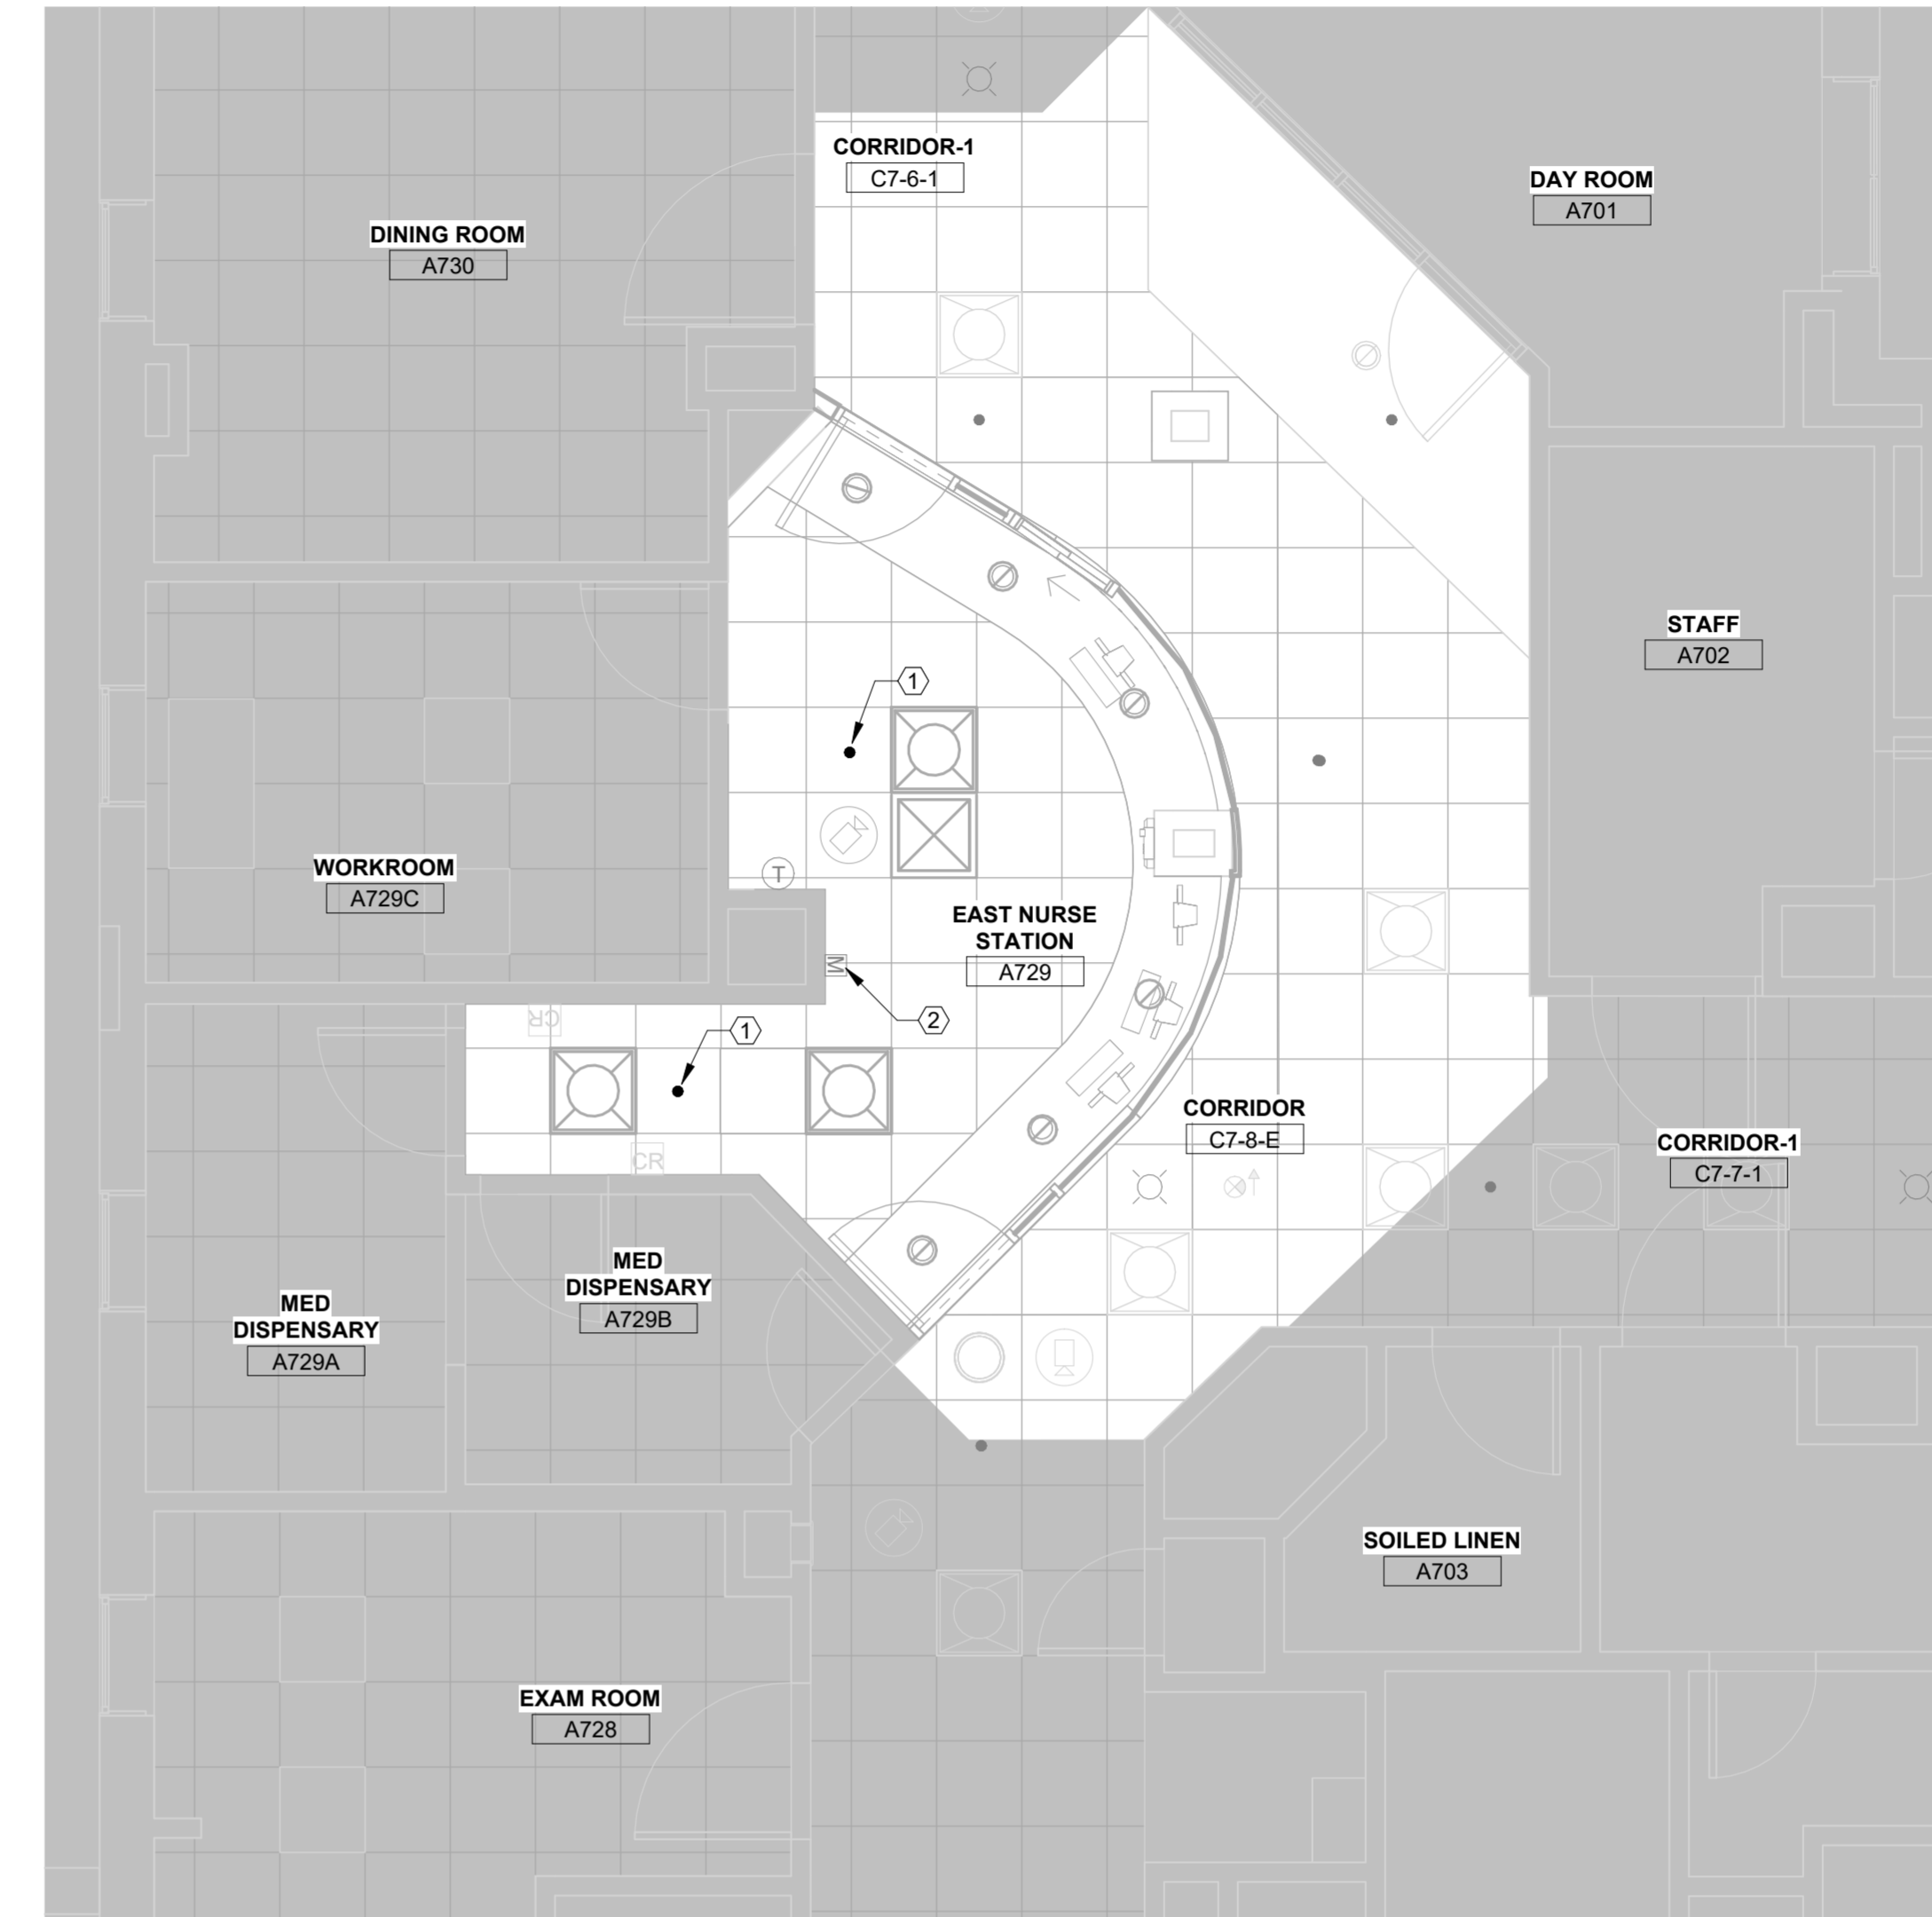 CORRIDOR-1
C7-6-1
DAY ROOM
A701
DINING ROOM
A730
STAFF
A702
1
WORKROOM
A729C
T
EAST NURSE
STATION
A729
M
2
CR
1
CR
CORRIDOR
C7-8-E
CORRIDOR-1
C7-7-1
MED
DISPENSARY
A729B
MED
DISPENSARY
A729A
SOILED LINEN
A703
EXAM ROOM
A728